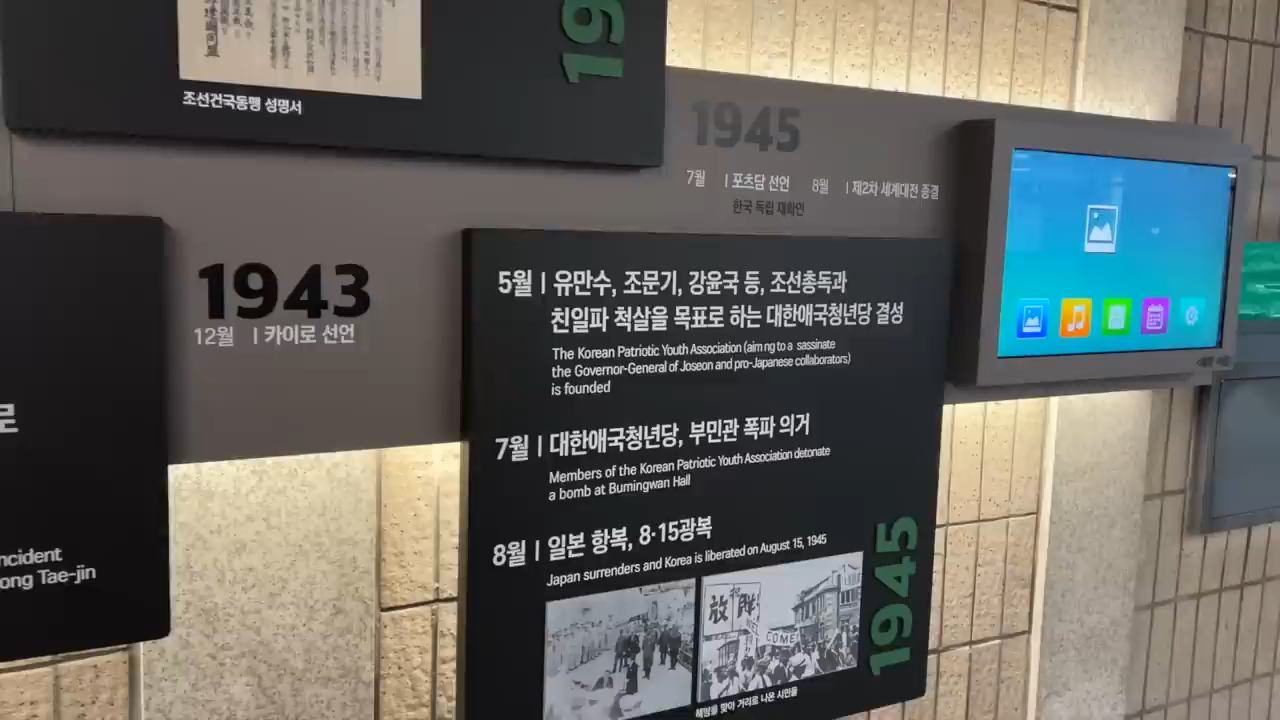 조선건국동맹 성명서
19
1945
7월 | 포츠담 선언 8월 | 제2차 세계대전 종결
한국 독립 재확인
1943
12월 | 카이로 선언
로
ncident
ong Tae-jin
5월 | 유만수, 조문기, 강윤국 등, 조선총독과
친일파 척살을 목표로 하는 대한애국청년당 결성
The Korean Patriotic Youth Association (aim ng to a sassinate
the Governor-General of Joseon and pro-Japanese collaborators)
is founded
7월 | 대한애국청년당, 부민관 폭파 의거
Members of the Korean Patriotic Youth Association detonate
a bomb at Bumingwan Hall
8월 | 일본 항복, 8·15광복
Japan surrenders and Korea is liberated on August 15, 1945
COME
해방을 맞아 거리로 나온 시민들
1945